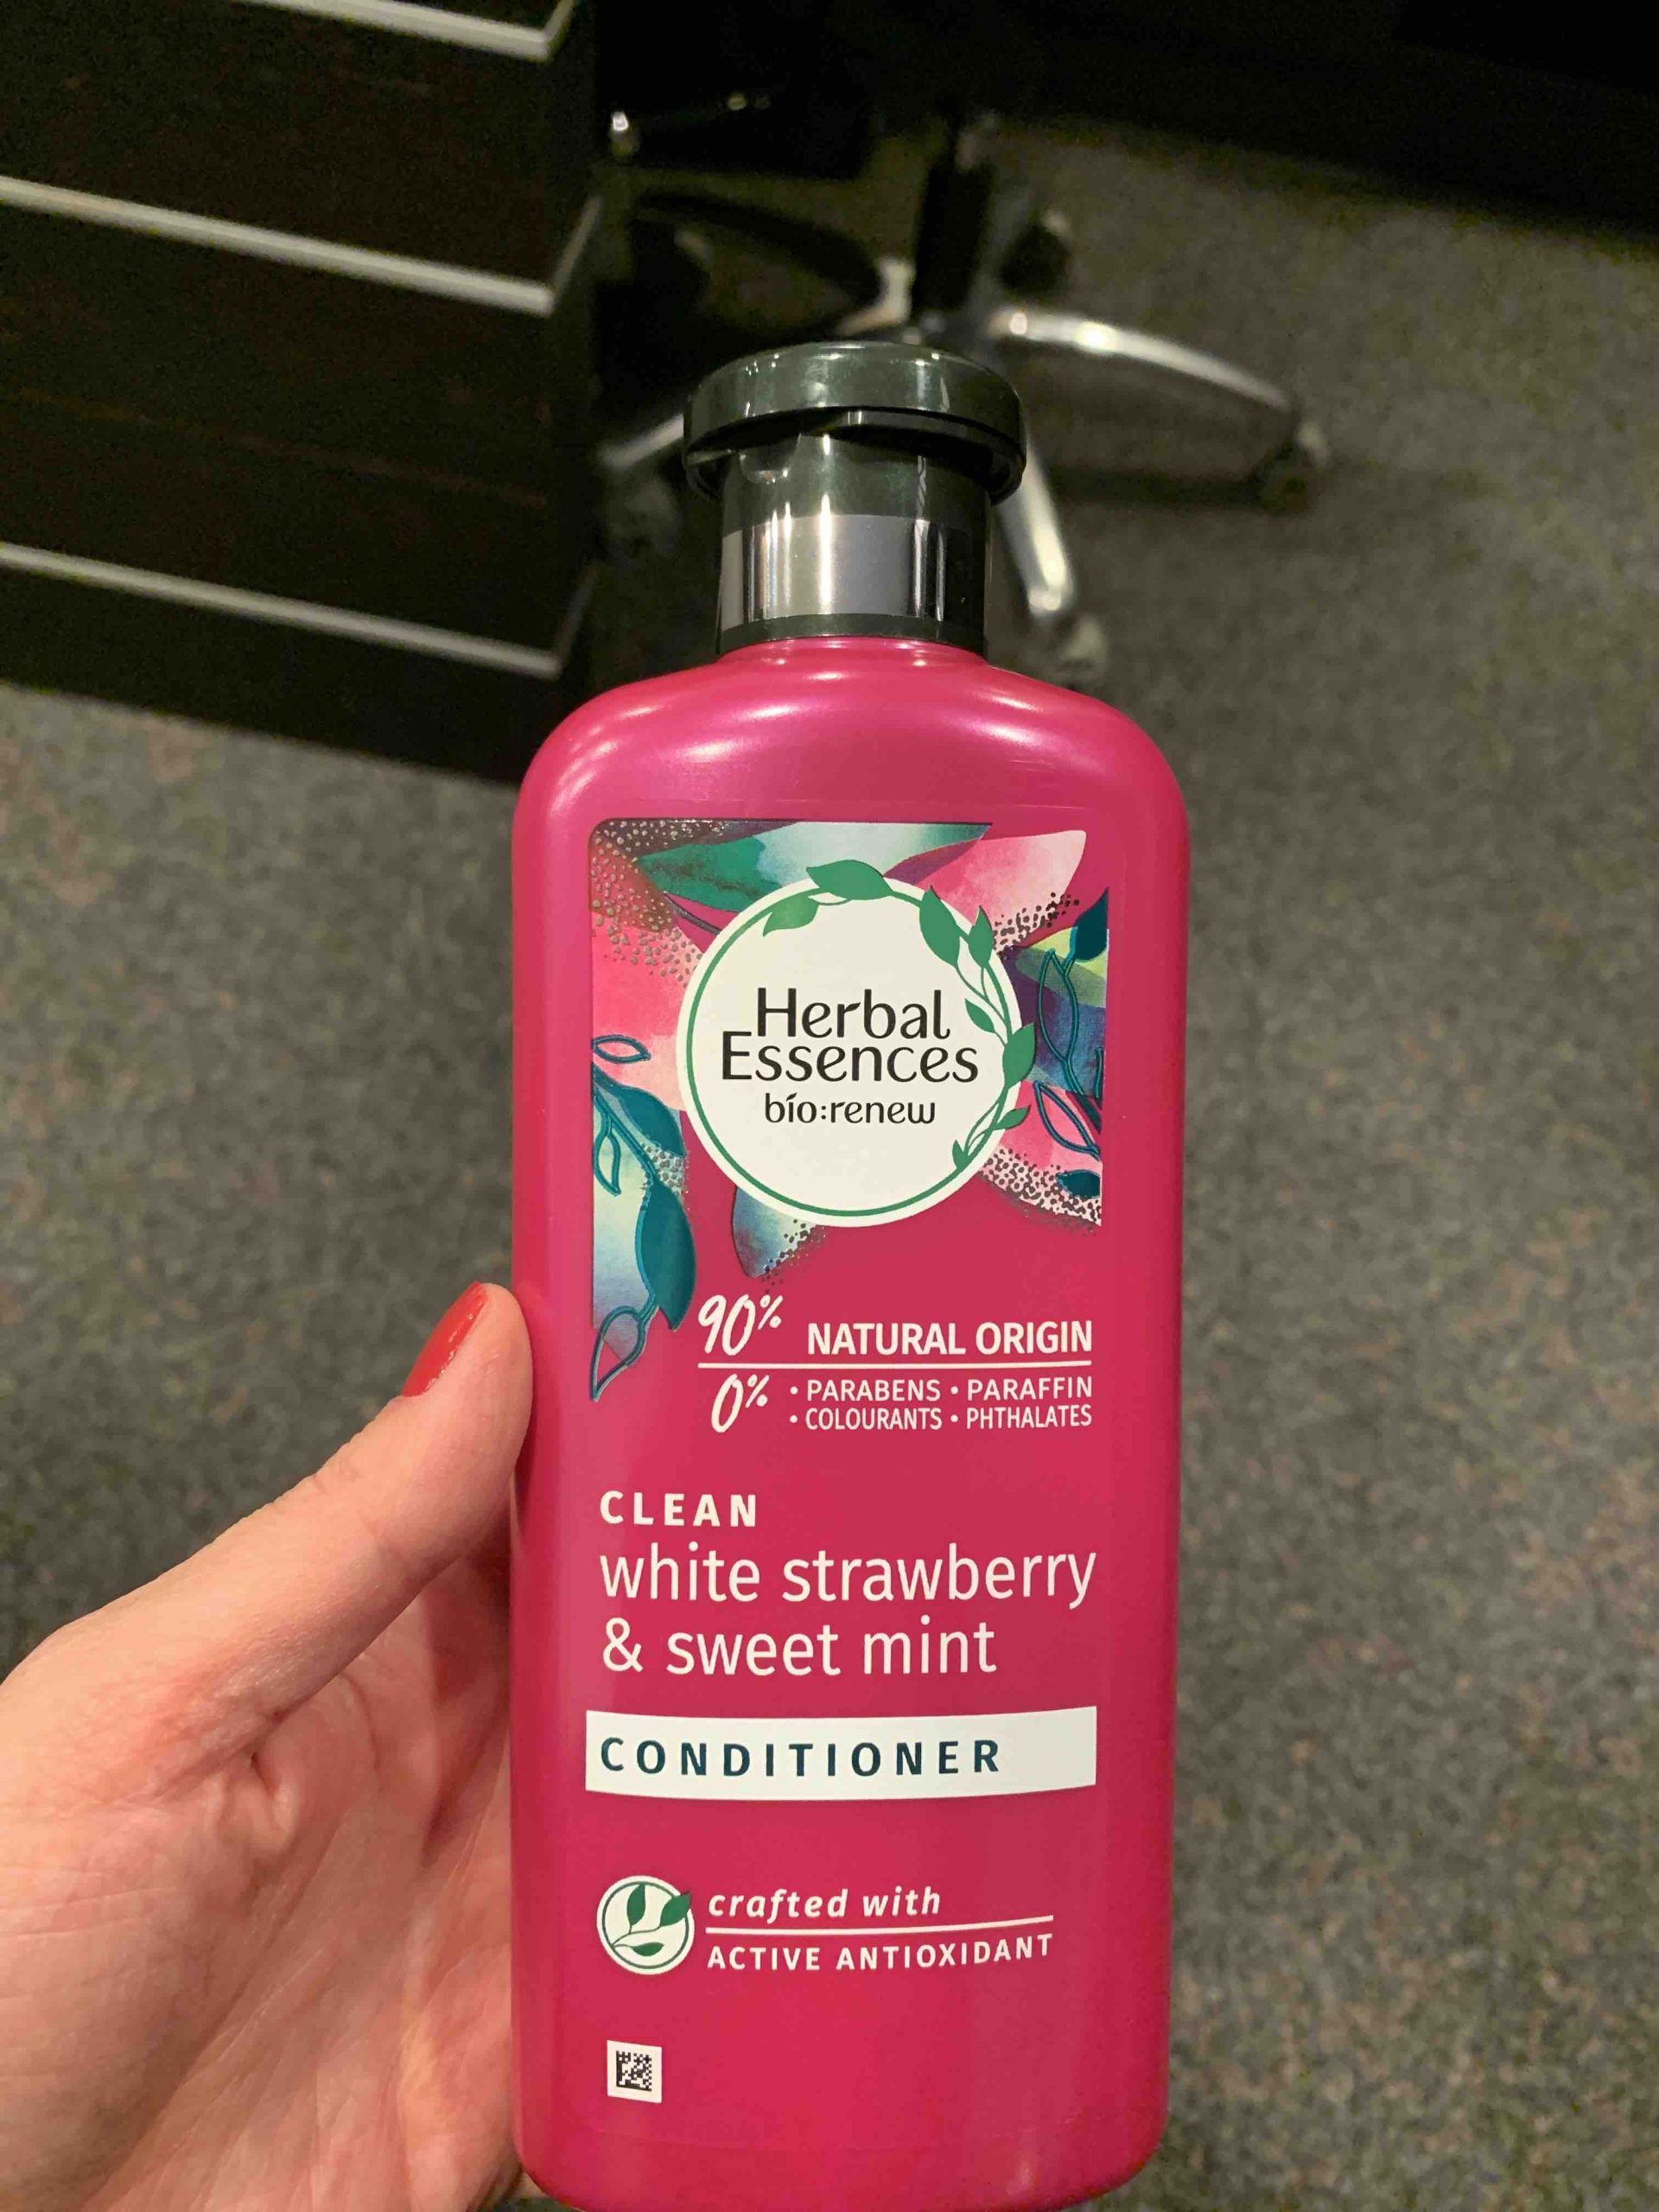 Herbal
Essences
bío:renew
90% NATURAL ORIGIN
0% • PARABENS • PARAFFIN
• COLOURANTS • PHTHALATES
CLEAN
white strawberry
& sweet mint
CONDITIONER
crafted with
ACTIVE ANTIOXIDANT